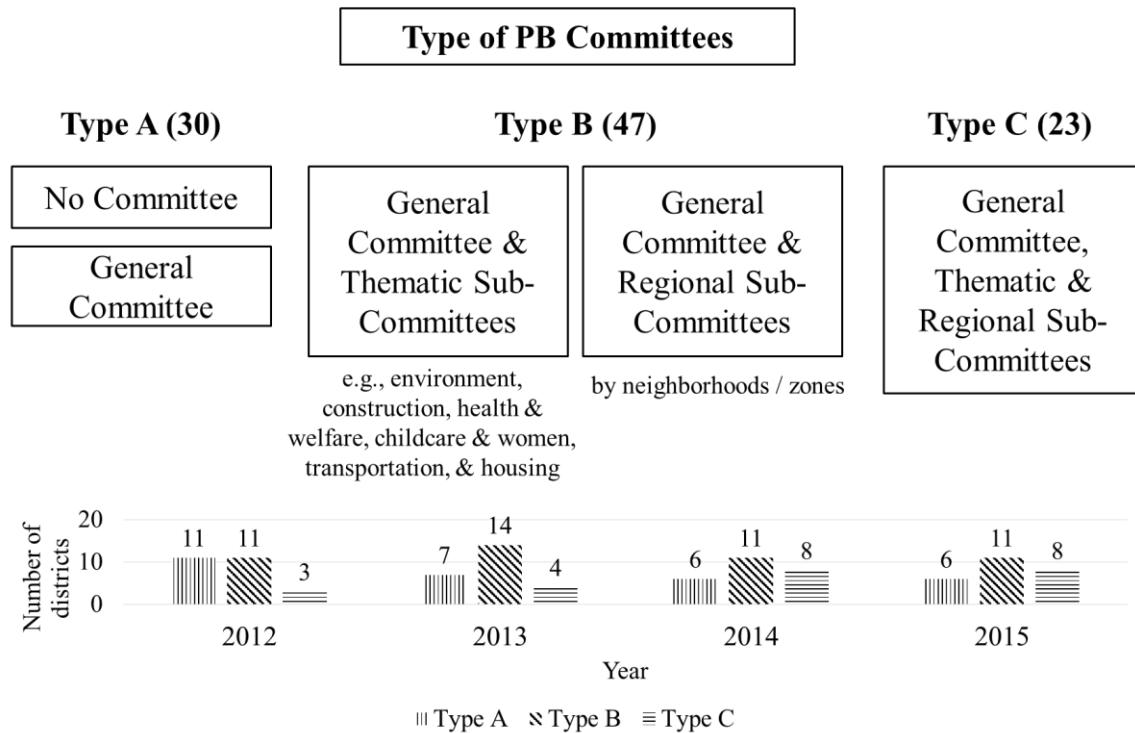 Type of PB Committees
Type A (30)
Type B (47)
Type C (23)
No Committee
General
Committee
General
Committee &
Thematic Sub-
Committees
General
Committee &
Regional Sub-
Committees
General
Committee,
Thematic &
Regional Sub-
Committees
e.g., environment,
construction, health &
welfare, childcare & women,
transportation, & housing
by neighborhoods / zones
Number of
districts
20
10
0
11
11
3
7
14
4
6
11
8
6
11
8
2012
2013
2014
2015
Year
Type A
Type B
Type C